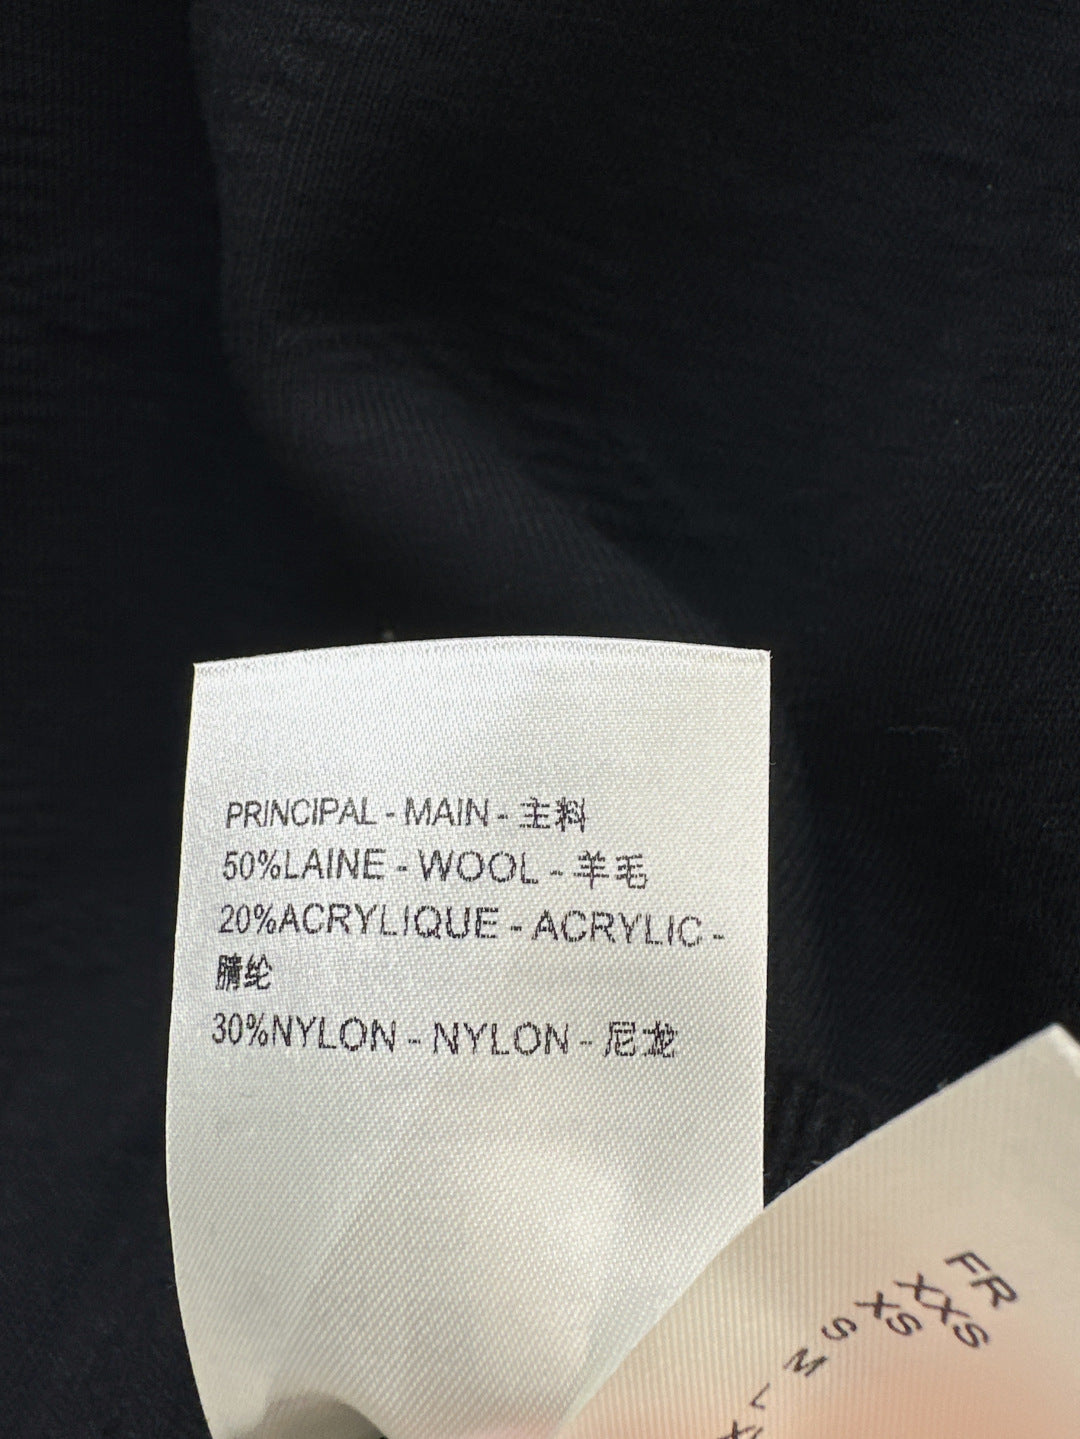 PRINCIPAL - MAIN - 主料
50%LAINE - WOOL - 羊毛
20%ACRYLIQUE - ACRYLIC -
腈纶
30%NYLON - NYLON - 尼龙
FR
XXS
XS
S
M
L